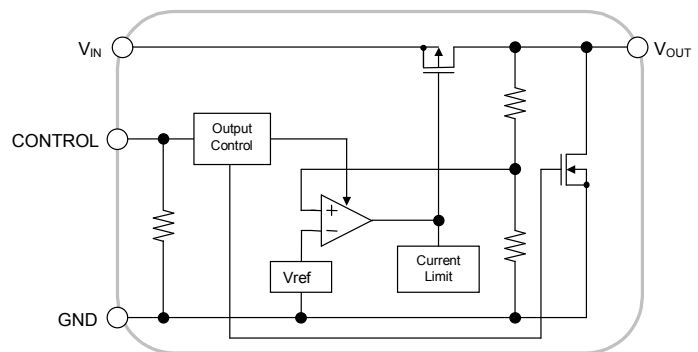 VIN
VOUT
CONTROL
Output
Control
+
−
Vref
Current
Limit
GND